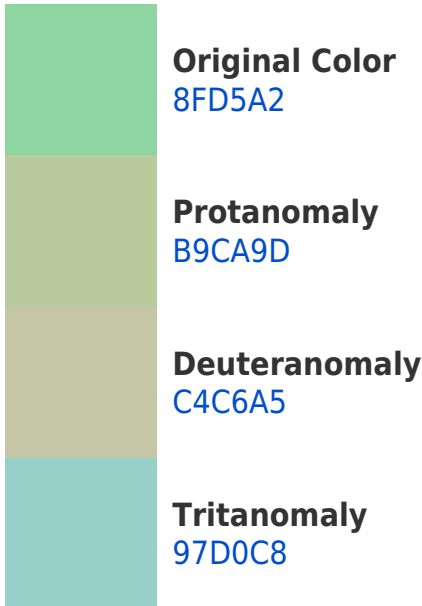 Original Color
8FD5A2
Protanomaly
B9CA9D
Deuteranomaly
C4C6A5
Tritanomaly
97D0C8